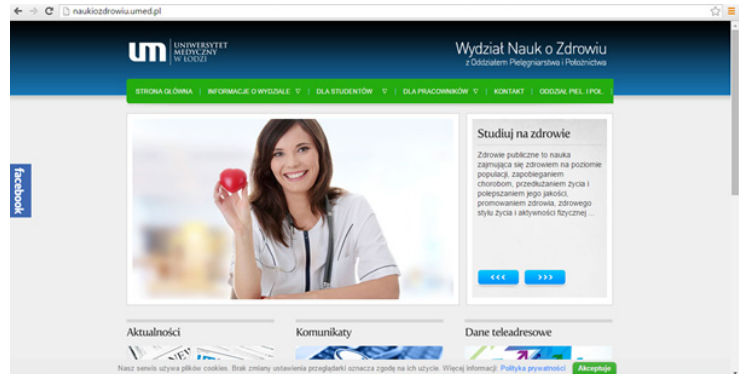 naukiozdrowiu.umed.pl
um
UNIWERSYTET
MEDYCZNY
W ŁODZI
Wydział Nauk o Zdrowiu
z Oddziałem Pielęgniarstwa i Położnictwa
STRONA GŁÓWNA | INFORMACJE O WYDZIALE ▽ | DLA STUDENTÓW ▽ | DLA PRACOWNIKÓW ▽ | KONTAKT | ODDZIAŁ PIEL. I POŁ.
facebook
Studiuj na zdrowie
Zdrowie publiczne to nauka
zajmująca się zdrowiem na poziomie
populacji, zapobieganiem
chorobom, przedłużaniem życia i
polepszaniem jego jakości,
promowaniem zdrowia, zdrowego
stylu życia i aktywności fizycznej ...
<<< >>>
Aktualności
Komunikaty
Dane teleadresowe
Nasz serwis używa plików cookies. Brak zmiany ustawienia przeglądarki oznacza zgodę na ich użycie. Więcej informacji: Polityka prywatności Akceptuję